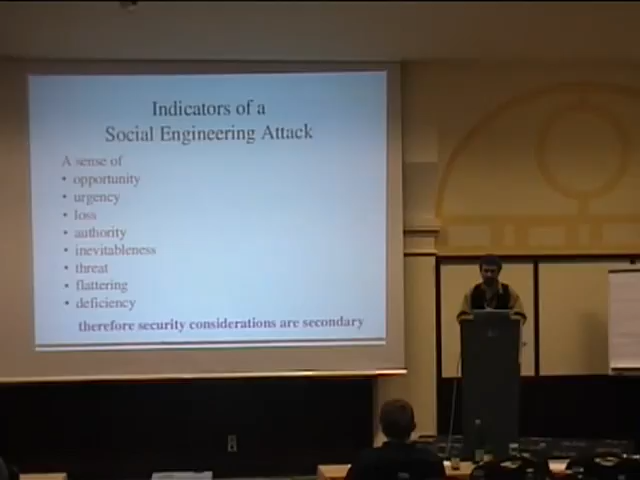 Indicators of a
Social Engineering Attack
A sense of
• opportunity
• urgency
• loss
• authority
• inevitableness
• threat
• flattering
• deficiency
therefore security considerations are secondary